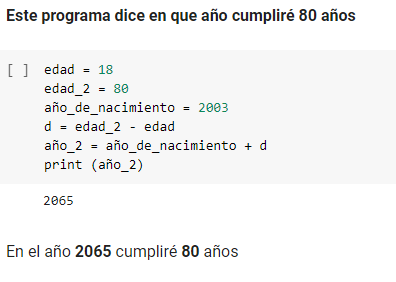 Este programa dice en que año cumpliré 80 años
[ ] edad = 18
edad_2 = 80
año_de_nacimiento = 2003
d = edad_2 - edad
año_2 = año_de_nacimiento + d
print (año_2)
2065
En el año 2065 cumpliré 80 años